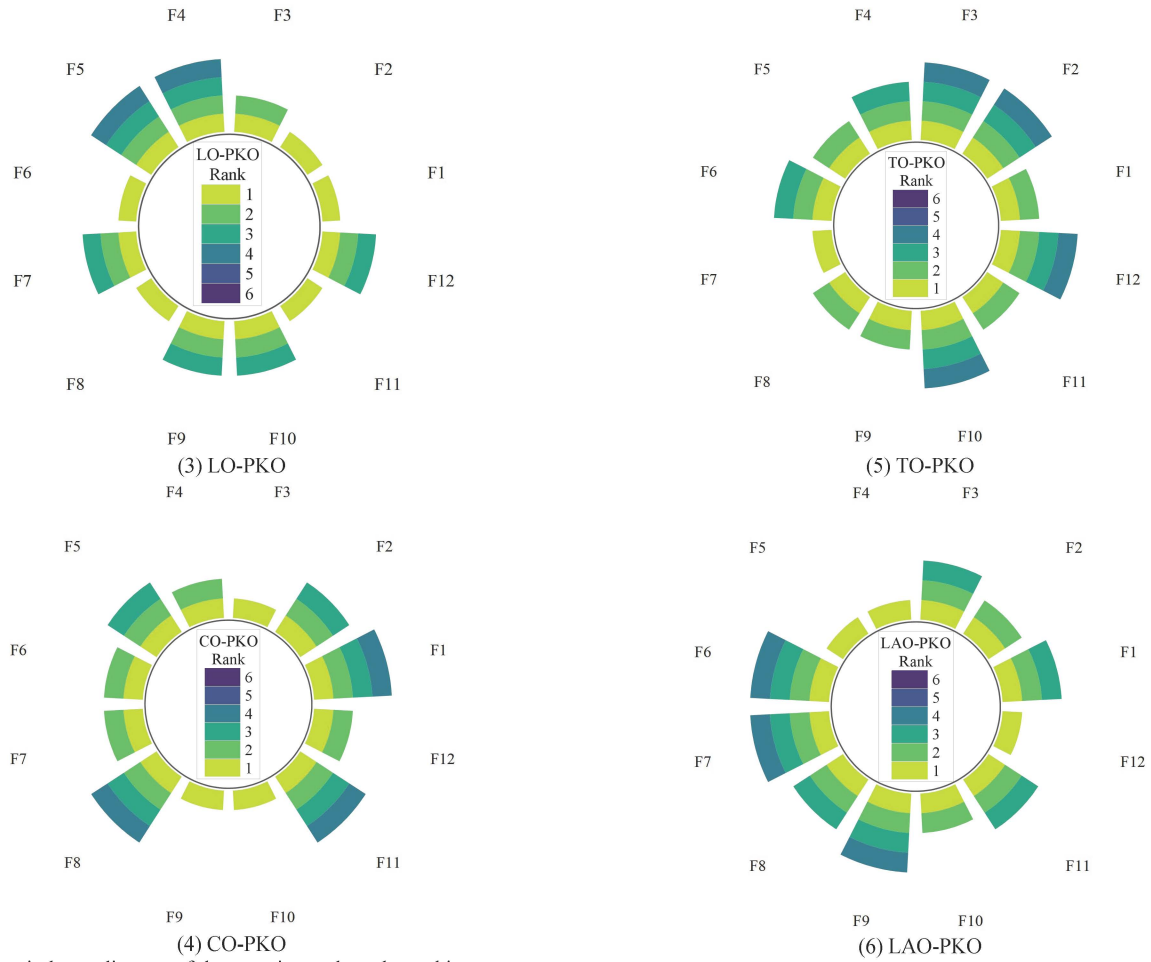 F4
F3
F5
F2
F6
F1
F7
F12
F8
F11
F9
F10
LO-PKO
Rank
1
2
3
4
5
6
(3) LO-PKO
F4
F3
F5
F2
F6
F1
F7
F12
F8
F11
F9
F10
CO-PKO
Rank
6
5
4
3
2
1
(4) CO-PKO
F4
F3
F5
F2
F6
F1
F7
F12
F8
F11
F9
F10
TO-PKO
Rank
6
5
4
3
2
1
(5) TO-PKO
F4
F3
F5
F2
F6
F1
F7
F12
F8
F11
F9
F10
LAO-PKO
Rank
6
5
4
3
2
1
(6) LAO-PKO